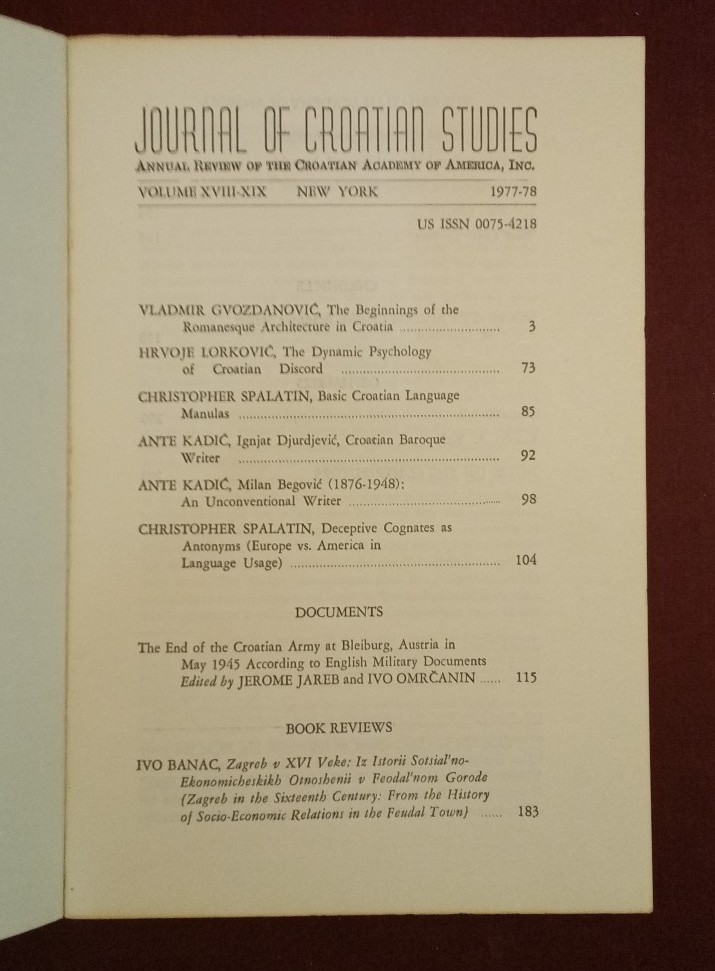 JOURNAL OF CROATIAN STUDIES
ANNUAL REVIEW OF THE CROATIAN ACADEMY OF AMERICA, INC.
VOLUME XVIII-XIX NEW YORK 1977-78
US ISSN 0075-4218
VLADMIR GVOZDANOVIĆ, The Beginnings of the
Romanesque Architecture in Croatia ............................ 3
HRVOJE LORKOVIĆ, The Dynamic Psychology
of Croatian Discord ............................................ 73
CHRISTOPHER SPALATIN, Basic Croatian Language
Manulas .................................................................... 85
ANTE KADIĆ, Ignjat Djurdjević, Croatian Baroque
Writer .................................................................... 92
ANTE KADIĆ, Milan Begović (1876-1948):
An Unconventional Writer ........................................ 98
CHRISTOPHER SPALATIN, Deceptive Cognates as
Antonyms (Europe vs. America in
Language Usage) ........................................................ 104
DOCUMENTS
The End of the Croatian Army at Bleiburg, Austria in
May 1945 According to English Military Documents
Edited by JEROME JAREB and IVO OMRČANIN ...... 115
BOOK REVIEWS
IVO BANAC, Zagreb v XVI Veke: Iz Istorii Sotsial'no-
Ekonomicheskikh Otnoshenii v Feodal'nom Gorode
(Zagreb in the Sixteenth Century: From the History
of Socio-Economic Relations in the Feudal Town) ...... 183